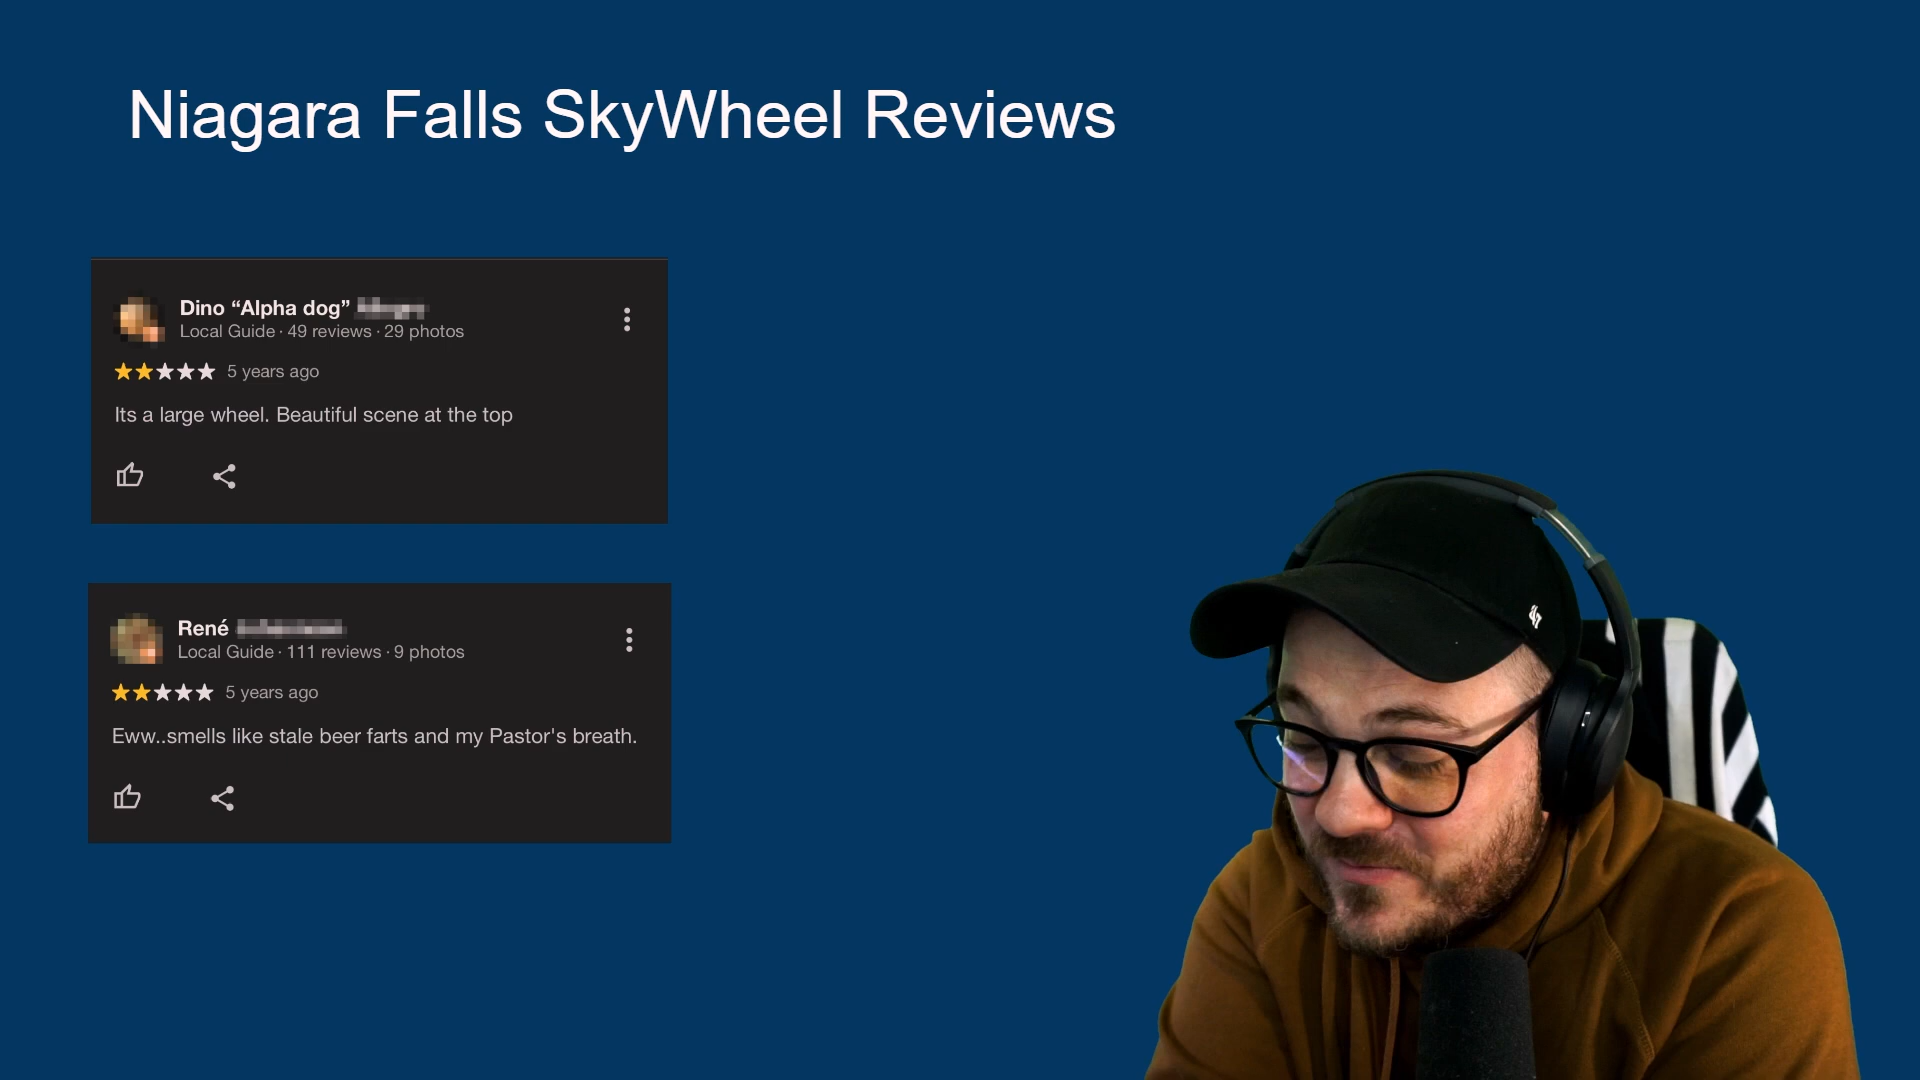 Niagara Falls SkyWheel Reviews
Dino “Alpha dog”
Local Guide · 49 reviews · 29 photos
5 years ago
Its a large wheel. Beautiful scene at the top
René
Local Guide · 111 reviews · 9 photos
5 years ago
Eww..smells like stale beer farts and my Pastor's breath.